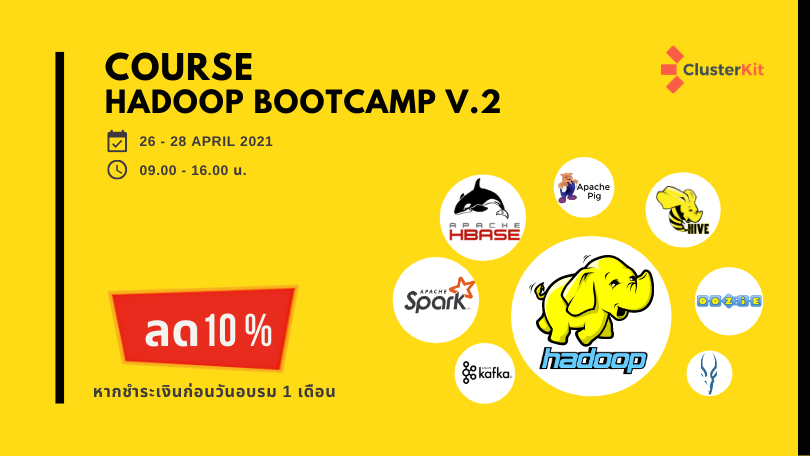 COURSE
HADOOP BOOTCAMP V.2
26 - 28 APRIL 2021
09.00 - 16.00 น.
ClusterKit
Apache
Pig
APACHE
HBASE
HIVE
APACHE
Spark
hadoop
OOZIE
kafka
ลด 10 %
หากชำระเงินก่อนวันอบรม 1 เดือน